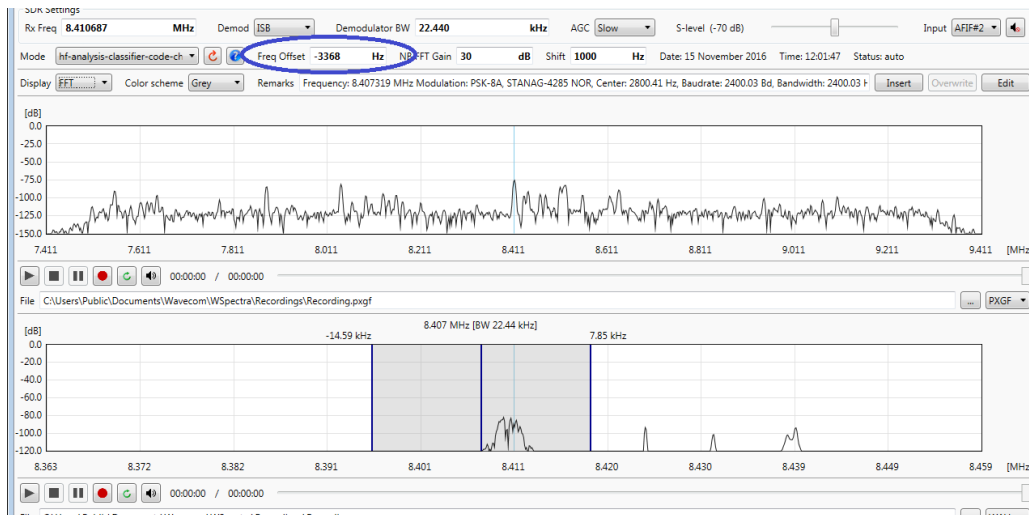 SDR Settings
Rx Freq 8.410687 MHz Demod ISB Demodulator BW 22.440 kHz AGC Slow S-level (-70 dB) Input AFIF#2
Mode hf-analysis-classifier-code-ch Freq Offset -3368 Hz NB FFT Gain 30 dB Shift 1000 Hz Date: 15 November 2016 Time: 12:01:47 Status: auto
Display FFT Color scheme Grey Remarks Frequency: 8.407319 MHz Modulation: PSK-8A, STANAG-4285 NOR, Center: 2800.41 Hz, Baudrate: 2400.03 Bd, Bandwidth: 2400.03 H Insert Overwrite Edit
[dB]
0.0
-25.0
-50.0
-75.0
-100.0
-125.0
-150.0
7.411 7.611 7.811 8.011 8.211 8.411 8.611 8.811 9.011 9.211 9.411 [MHz
00:00:00 / 00:00:00
File C:\Users\Public\Documents\Wavecom\WSpectra\Recordings\Recording.pxgf ... PXGF
8.407 MHz [BW 22.44 kHz]
[dB] -14.59 kHz 7.85 kHz
0.0
-20.0
-40.0
-60.0
-80.0
-100.0
-120.0
8.363 8.372 8.382 8.391 8.401 8.411 8.420 8.430 8.439 8.449 8.459 [MHz
00:00:00 / 00:00:00